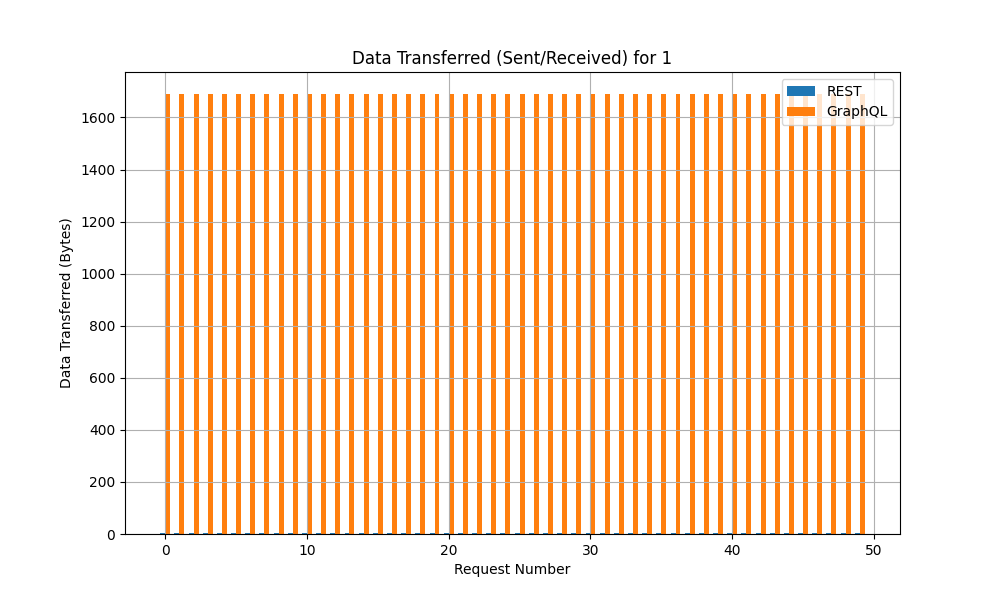 Data Transferred (Sent/Received) for 1
REST
GraphQL
1600
1400
1200
1000
800
600
400
200
0
Data Transferred (Bytes)
0 10 20 30 40 50
Request Number